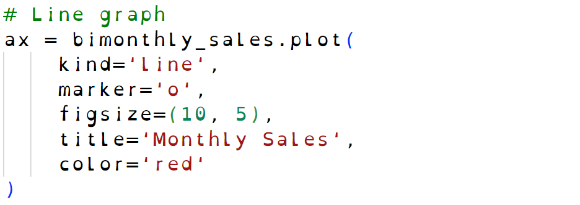 # Line graph
ax = bimonthly_sales.plot(
    kind='line',
    marker='o',
    figsize=(10, 5),
    title='Monthly Sales',
    color='red'
)